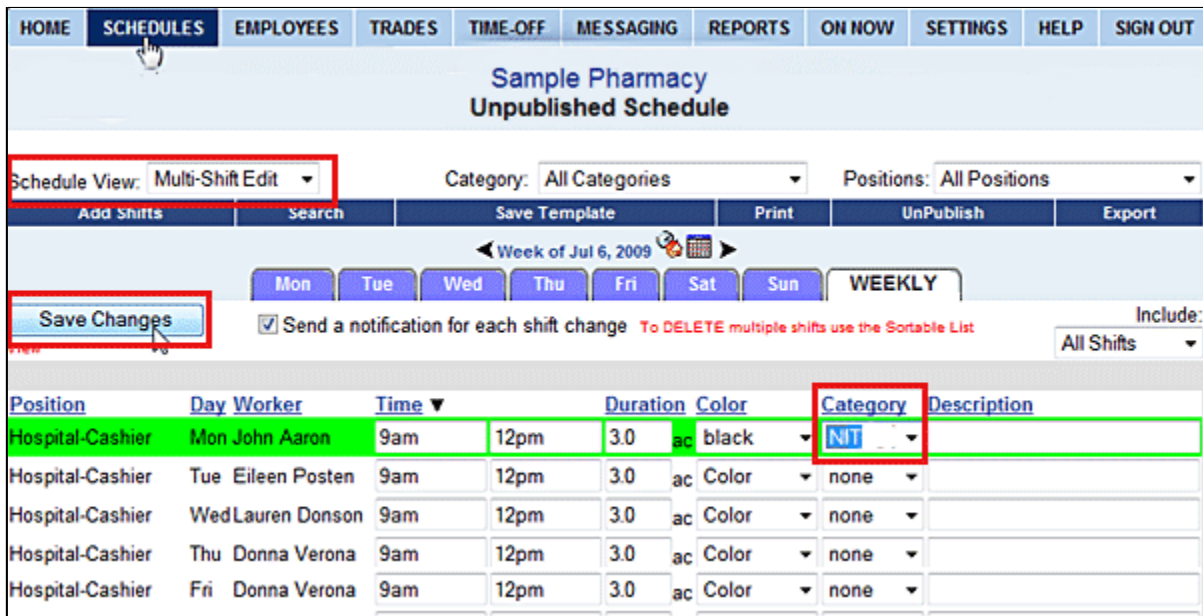 HOME SCHEDULES EMPLOYEES TRADES TIME-OFF MESSAGING REPORTS ON NOW SETTINGS HELP SIGN OUT
Sample Pharmacy
Unpublished Schedule
Schedule View: Multi-Shift Edit Category: All Categories Positions: All Positions
Add Shifts Search Save Template Print UnPublish Export
Week of Jul 6, 2009
Mon Tue Wed Thu Fri Sat Sun WEEKLY
Save Changes Send a notification for each shift change To DELETE multiple shifts use the Sortable List Include:
View All Shifts
Position Day Worker Time ▼ Duration Color Category Description
Hospital-Cashier Mon John Aaron 9am 12pm 3.0 ac black NIT
Hospital-Cashier Tue Eileen Posten 9am 12pm 3.0 ac Color none
Hospital-Cashier Wed Lauren Donson 9am 12pm 3.0 ac Color none
Hospital-Cashier Thu Donna Verona 9am 12pm 3.0 ac Color none
Hospital-Cashier Fri Donna Verona 9am 12pm 3.0 ac Color none